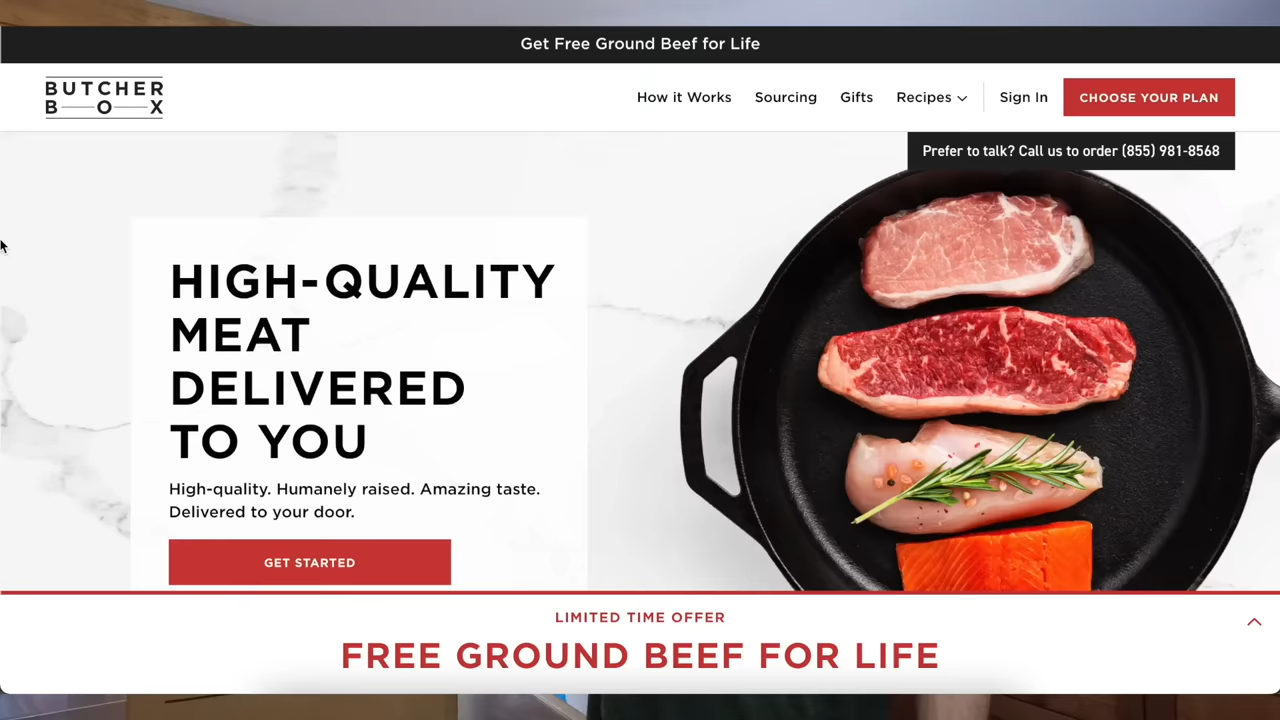 Get Free Ground Beef for Life
BUTCHER
BOX
How it Works
Sourcing
Gifts
Recipes
Sign In
CHOOSE YOUR PLAN
Prefer to talk? Call us to order (855) 981-8568
HIGH-QUALITY
MEAT
DELIVERED
TO YOU
High-quality. Humanely raised. Amazing taste.
Delivered to your door.
GET STARTED
LIMITED TIME OFFER
FREE GROUND BEEF FOR LIFE